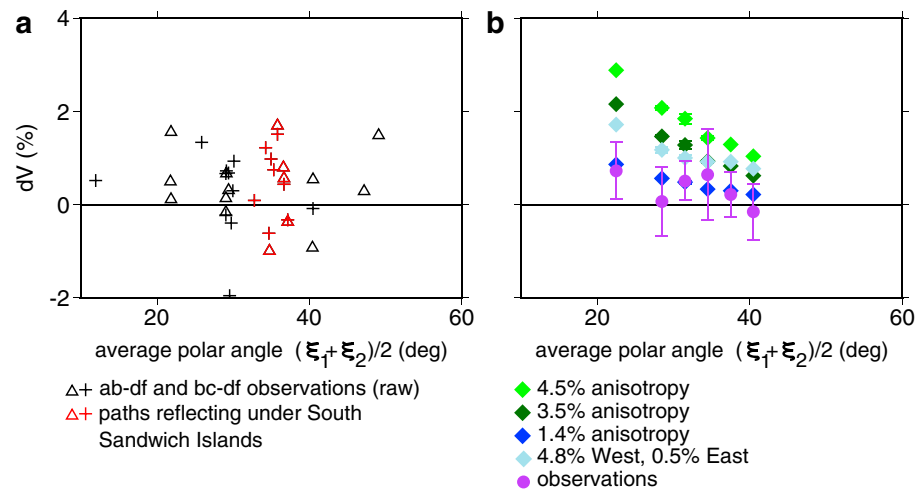 a
b
4
2
0
-2
dV (%)
20
40
60
20
40
60
average polar angle (ξ1+ξ2)/2 (deg)
average polar angle (ξ1+ξ2)/2 (deg)
ab-df and bc-df observations (raw)
paths reflecting under South
Sandwich Islands
4.5% anisotropy
3.5% anisotropy
1.4% anisotropy
4.8% West, 0.5% East
observations